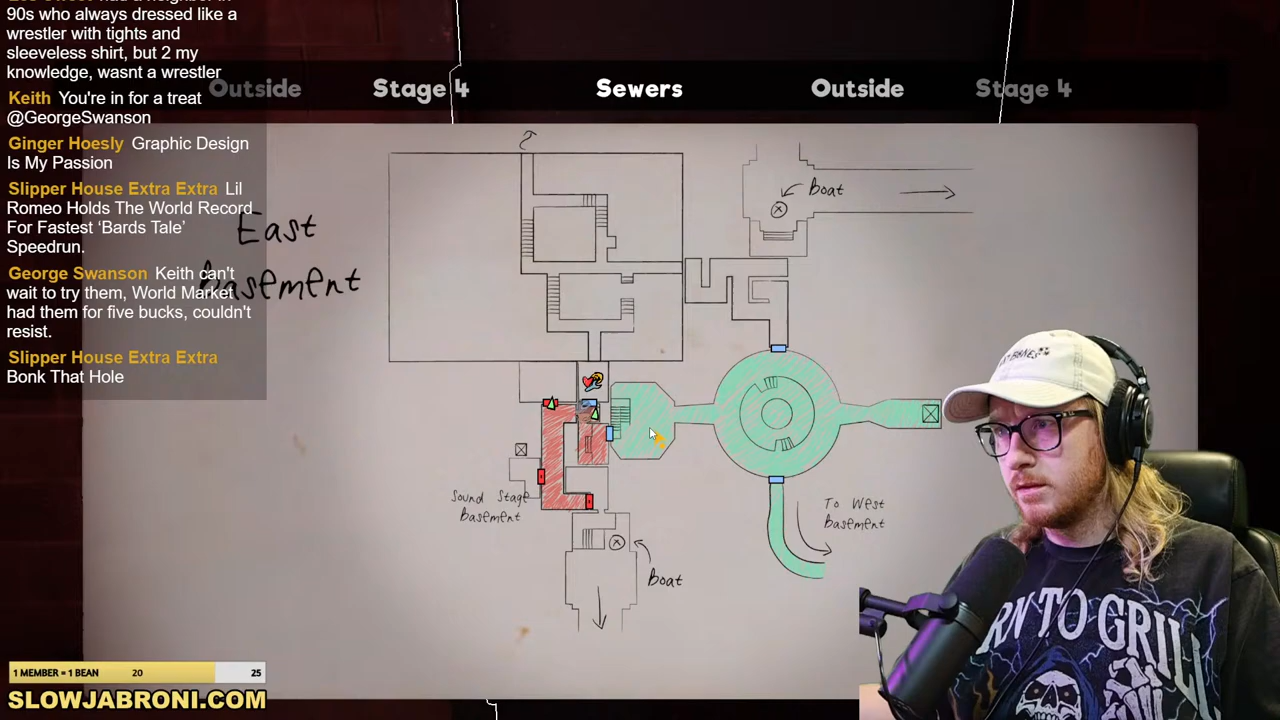 90s who always dressed like a
wrestler with tights and
sleeveless shirt, but 2 my
knowledge, wasnt a wrestler
Keith You're in for a treat
@GeorgeSwanson
Ginger Hoesly Graphic Design
Is My Passion
Slipper House Extra Extra Lil
Romeo Holds The World Record
For Fastest ‘Bards Tale’
Speedrun.
George Swanson Keith can't
wait to try them, World Market
had them for five bucks, couldn't
resist.
Slipper House Extra Extra
Bonk That Hole
Outside
Stage 4
Sewers
Outside
Stage 4
East
Basement
?
Boat
Sound Stage
Basement
To West
Basement
Boat
1 MEMBER = 1 BEAN 20 25
SLOWJABRONI.COM
RN TO GRILL